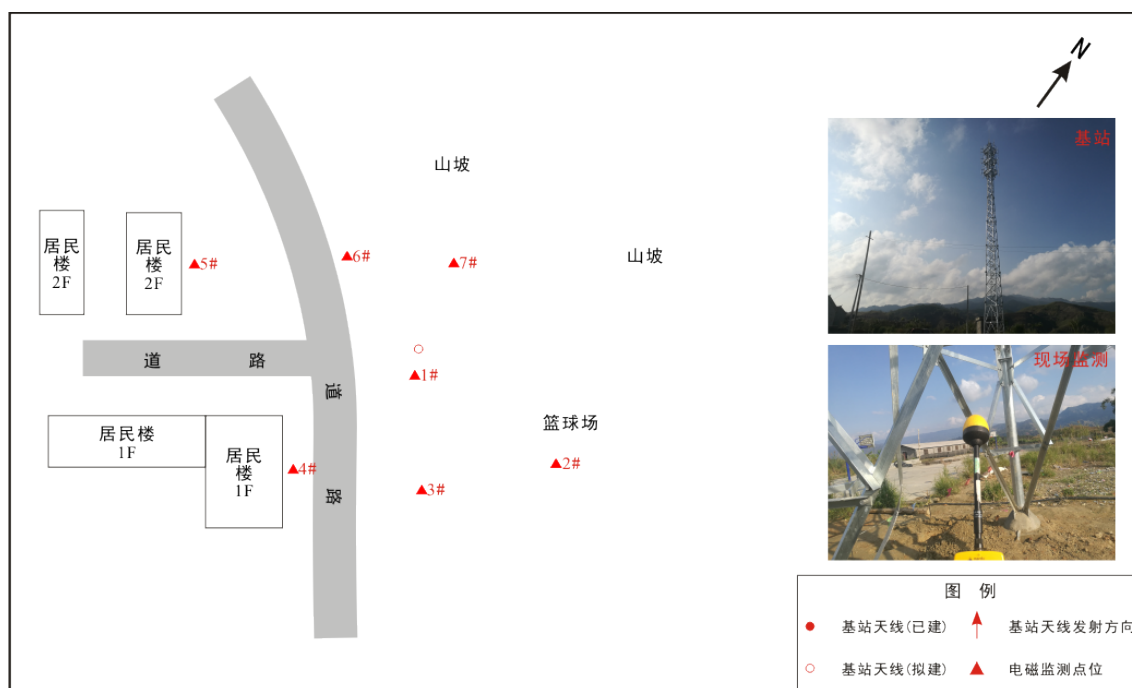 N
山坡
基站
居民
楼
2F
居民
楼
2F
5#
6#
7#
山坡
道 路
1#
现场监测
道
路
居民楼
1F
居民
楼
1F
4#
3#
篮球场
2#
图 例
基站天线(已建)
基站天线发射方向
基站天线(拟建)
电磁监测点位